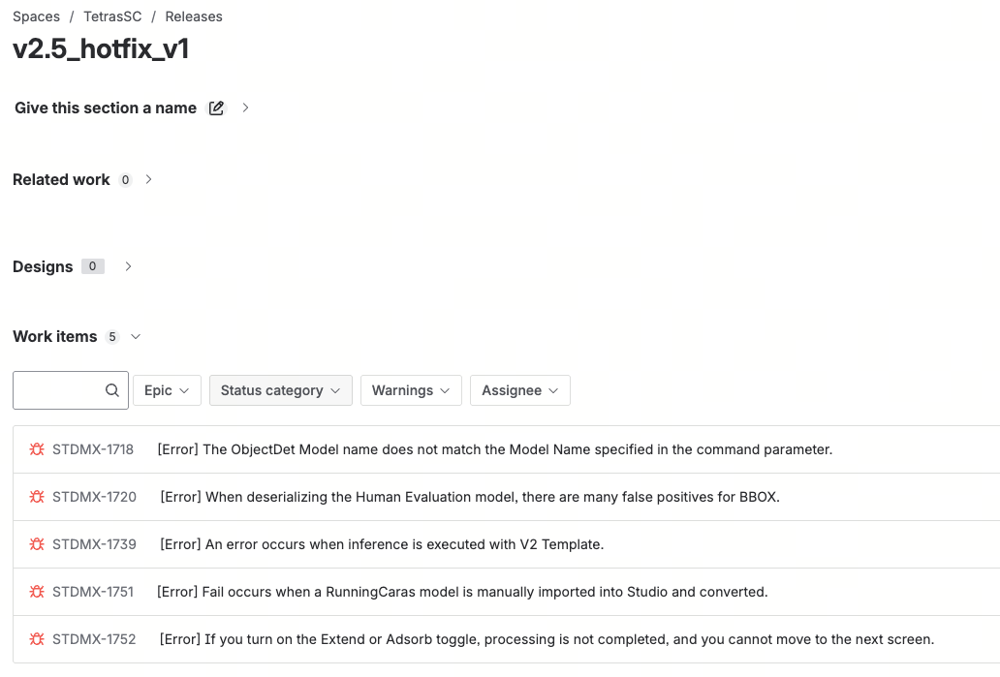 Spaces / TetrasSC / Releases
v2.5_hotfix_v1
Give this section a name
Related work 0
Designs 0
Work items 5
Epic Status category Warnings Assignee
STDMX-1718 [Error] The ObjectDet Model name does not match the Model Name specified in the command parameter.
STDMX-1720 [Error] When deserializing the Human Evaluation model, there are many false positives for BBOX.
STDMX-1739 [Error] An error occurs when inference is executed with V2 Template.
STDMX-1751 [Error] Fail occurs when a RunningCaras model is manually imported into Studio and converted.
STDMX-1752 [Error] If you turn on the Extend or Adsorb toggle, processing is not completed, and you cannot move to the next screen.